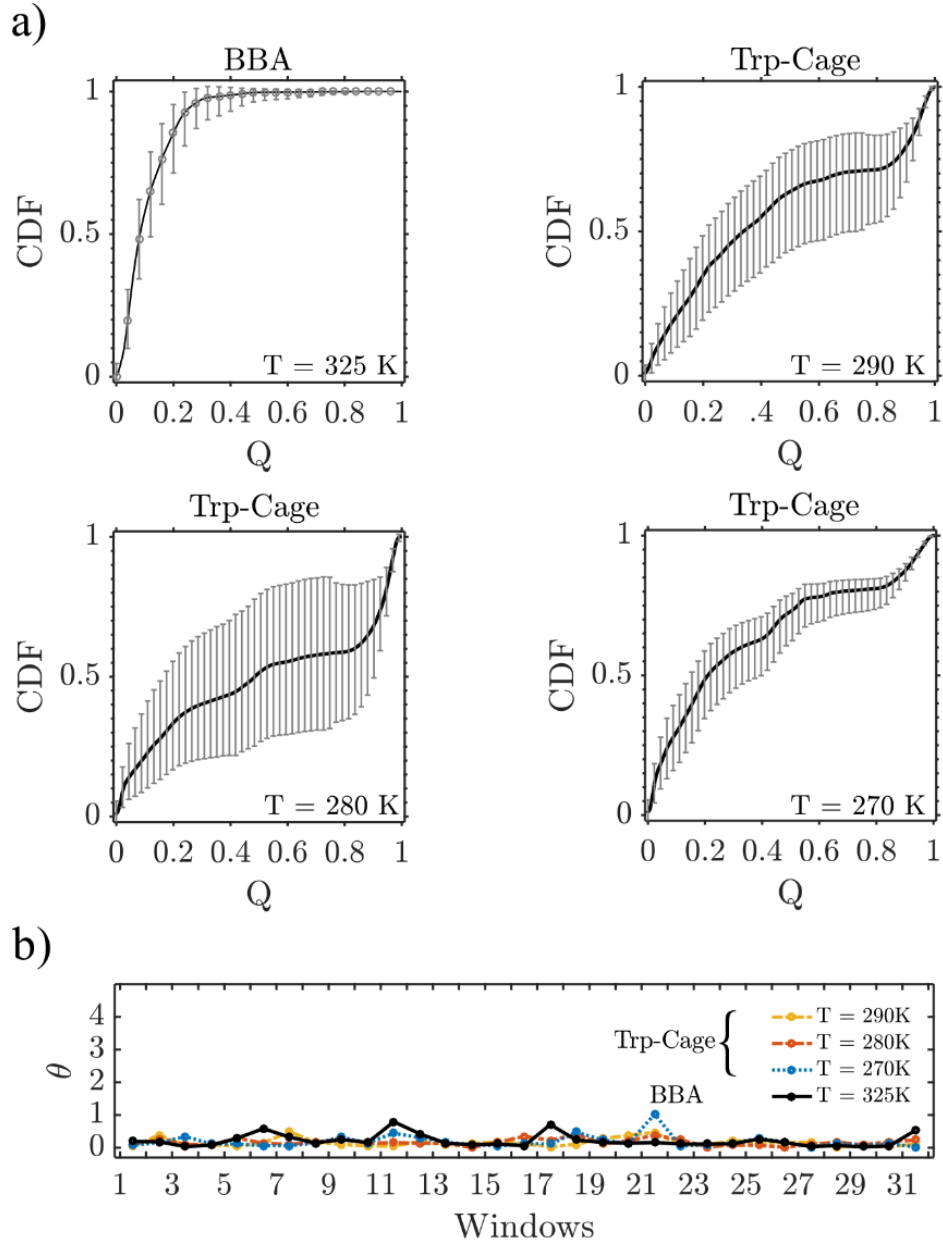 a)
BBA
1
0.5
0
CDF
0 0.2 0.4 0.6 0.8 1
Q
T = 325 K
Trp-Cage
1
0.5
0
CDF
0 0.2 .4 0.6 0.8 1
Q
T = 290 K
Trp-Cage
1
0.5
0
CDF
0 0.2 0.4 0.6 0.8 1
Q
T = 280 K
Trp-Cage
1
0.5
0
CDF
0 0.2 0.4 0.6 0.8 1
Q
T = 270 K
b)
4
3
2
1
0
θ
Trp-Cage {
T = 290K
T = 280K
T = 270K
BBA
T = 325K
1 3 5 7 9 11 13 15 17 19 21 23 25 27 29 31
Windows